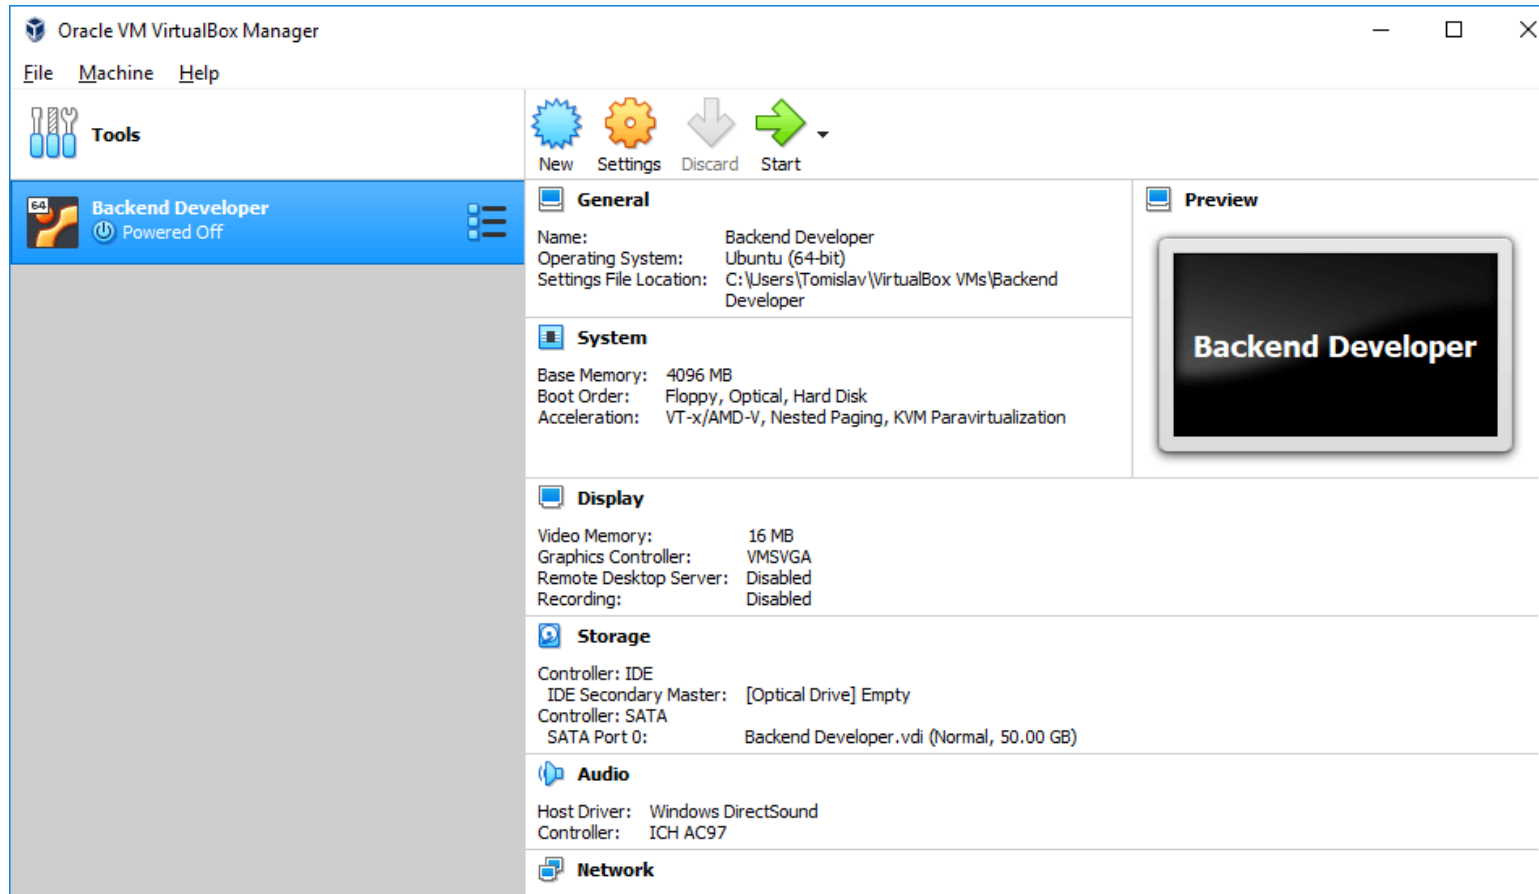 Oracle VM VirtualBox Manager
File Machine Help
Tools
New Settings Discard Start
64
Backend Developer
Powered Off
General
Name: Backend Developer
Operating System: Ubuntu (64-bit)
Settings File Location: C:\Users\Tomislav\VirtualBox VMs\Backend
Developer
Preview
Backend Developer
System
Base Memory: 4096 MB
Boot Order: Floppy, Optical, Hard Disk
Acceleration: VT-x/AMD-V, Nested Paging, KVM Paravirtualization
Display
Video Memory: 16 MB
Graphics Controller: VMSVGA
Remote Desktop Server: Disabled
Recording: Disabled
Storage
Controller: IDE
IDE Secondary Master: [Optical Drive] Empty
Controller: SATA
SATA Port 0: Backend Developer.vdi (Normal, 50.00 GB)
Audio
Host Driver: Windows DirectSound
Controller: ICH AC97
Network